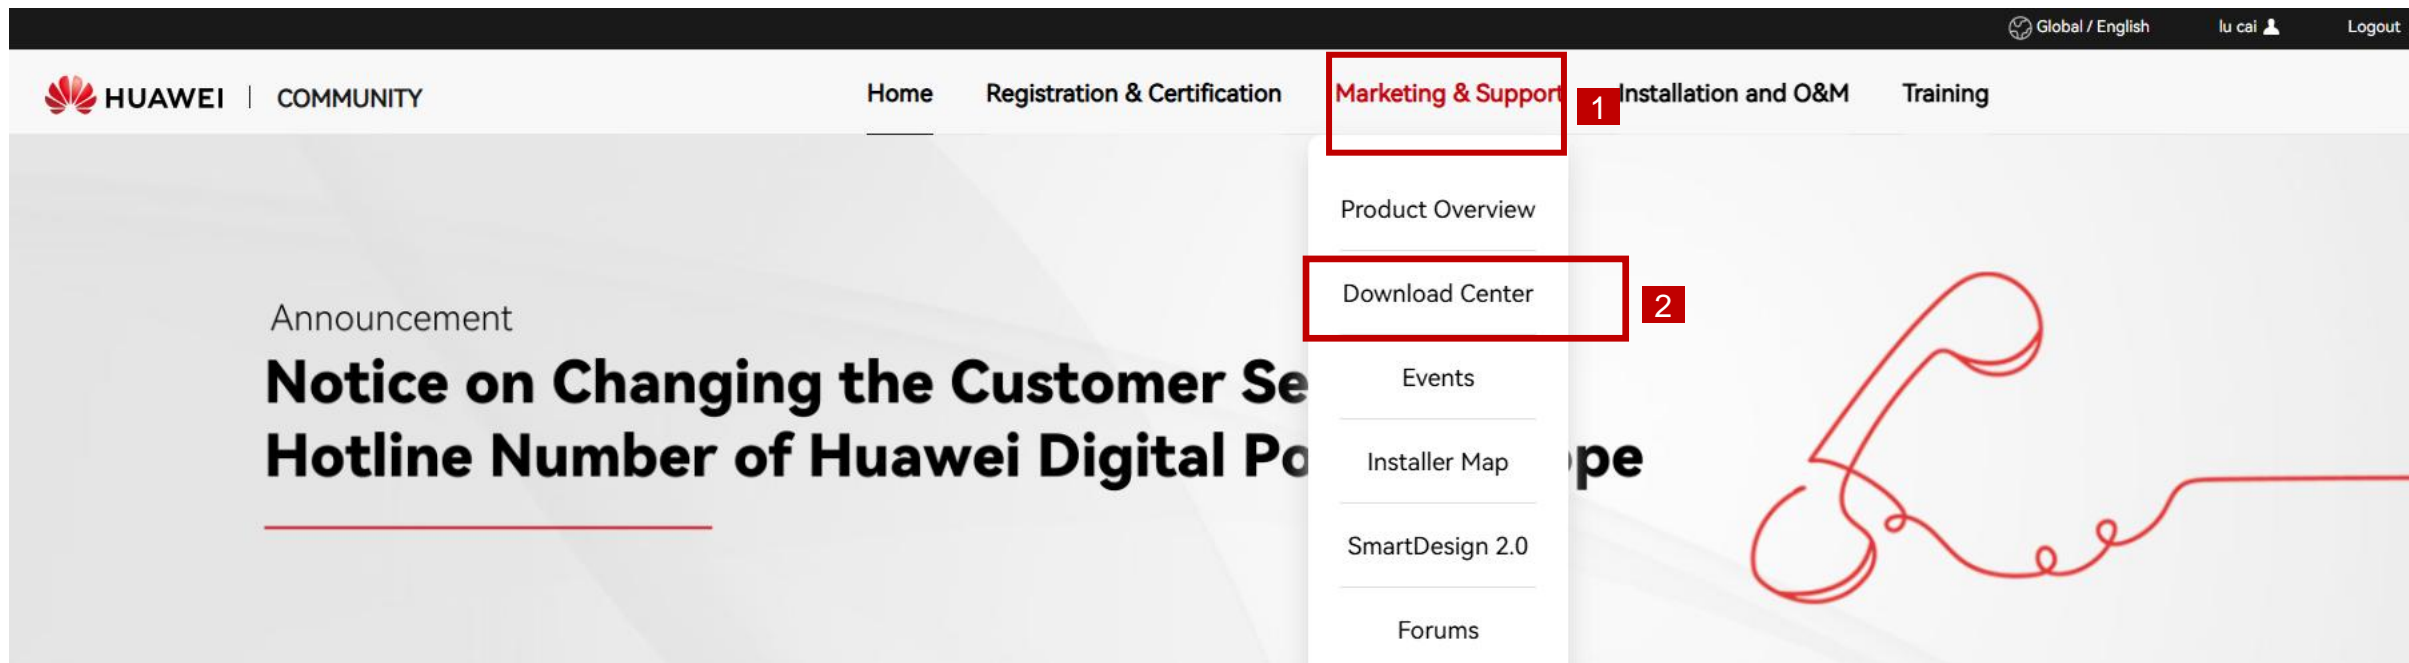 Global / English lu cai Logout
HUAWEI | COMMUNITY Home Registration & Certification Marketing & Support 1 Installation and O&M Training
Product Overview
Download Center 2
Announcement
Notice on Changing the Customer Se
Events
Hotline Number of Huawei Digital Po pe
Installer Map
SmartDesign 2.0
Forums